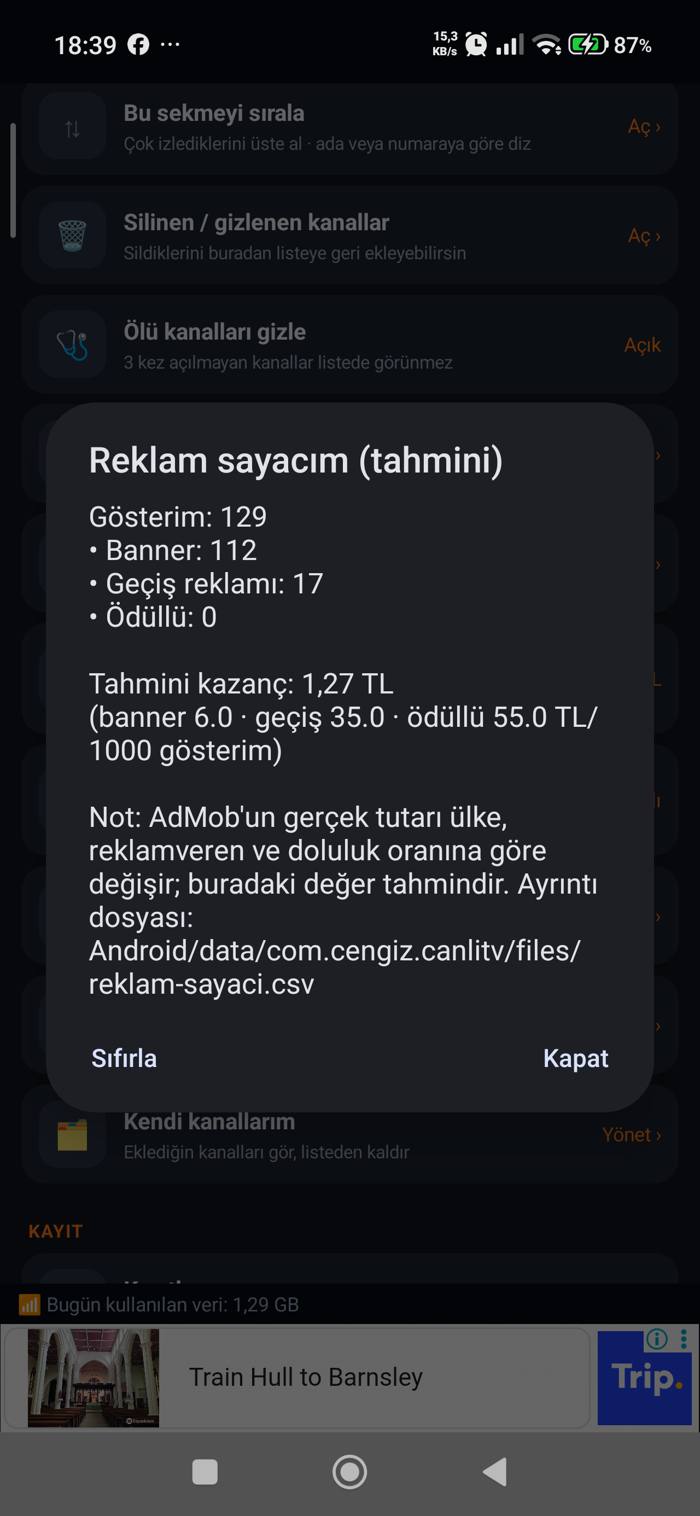 18:39
15,3
KB/s
87%
Bu sekmeyi sırala
Çok izlediklerini üste al · ada veya numaraya göre diz
Aç ›
Silinen / gizlenen kanallar
Sildiklerini buradan listeye geri ekleyebilirsin
Aç ›
Ölü kanalları gizle
3 kez açılmayan kanallar listede görünmez
Açık
Reklam sayacım (tahmini)
Gösterim: 129
• Banner: 112
• Geçiş reklamı: 17
• Ödüllü: 0
Tahmini kazanç: 1,27 TL
(banner 6.0 · geçiş 35.0 · ödüllü 55.0 TL/
1000 gösterim)
Not: AdMob'un gerçek tutarı ülke,
reklamveren ve doluluk oranına göre
değişir; buradaki değer tahmindir. Ayrıntı
dosyası:
Android/data/com.cengiz.canlitv/files/
reklam-sayaci.csv
Sıfırla
Kapat
Kendi kanallarım
Eklediğin kanalları gör, listeden kaldır
Yönet ›
KAYIT
Bugün kullanılan veri: 1,29 GB
Train Hull to Barnsley
Trip.